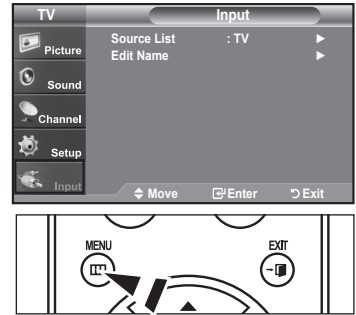 TV Input
Picture
Sound
Channel
Setup
Input
Source List : TV
Edit Name
Move Enter Exit
MENU EXIT